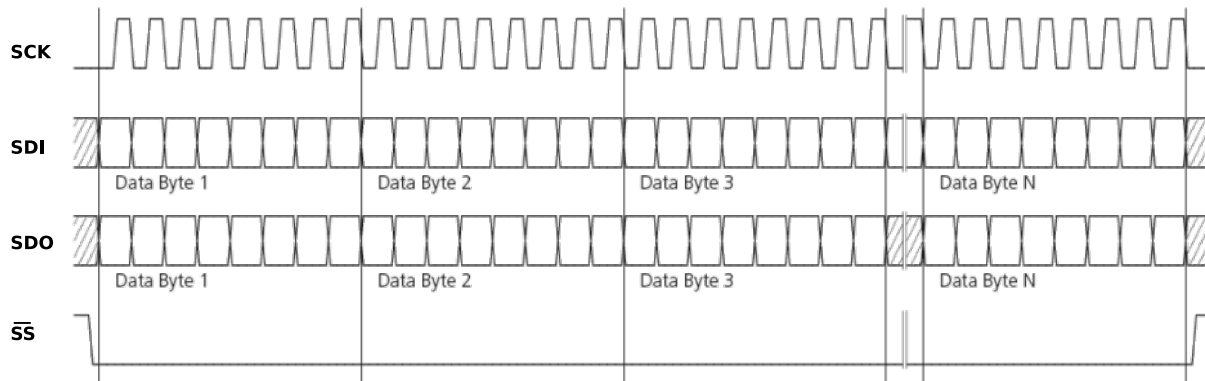 SCK
SDI
Data Byte 1 Data Byte 2 Data Byte 3 Data Byte N
SDO
Data Byte 1 Data Byte 2 Data Byte 3 Data Byte N
S̅S̅